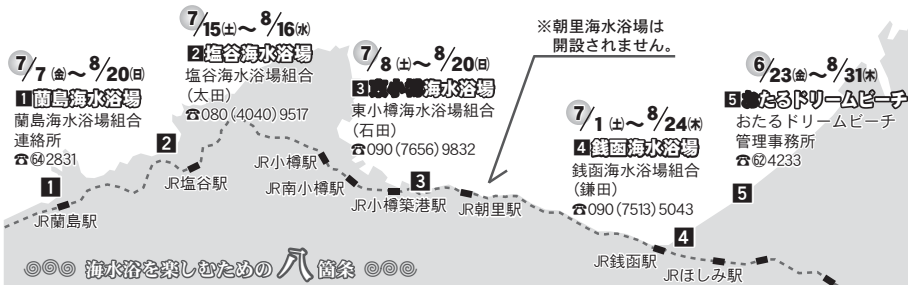 7/7㈮〜8/20㈰
1蘭島海水浴場
蘭島海水浴場組合
連絡所
☎64 2831
7/15㈯〜8/16㈬
2塩谷海水浴場
塩谷海水浴場組合
(太田)
☎080(4040)9517
7/8㈯〜8/20㈰
3東小樽海水浴場
東小樽海水浴場組合
(石田)
☎090(7656)9832
※朝里海水浴場は
開設されません。
7/1㈯〜8/24㈭
4銭函海水浴場
銭函海水浴場組合
(鎌田)
☎090(7513)5043
6/23㈮〜8/31㈭
5おたるドリームビーチ
おたるドリームビーチ
管理事務所
☎62 4233
1
JR蘭島駅
2
JR塩谷駅
JR小樽駅
JR南小樽駅
JR小樽築港駅
3
JR朝里駅
JR銭函駅
4
JRほしみ駅
5
海水浴を楽しむための八箇条